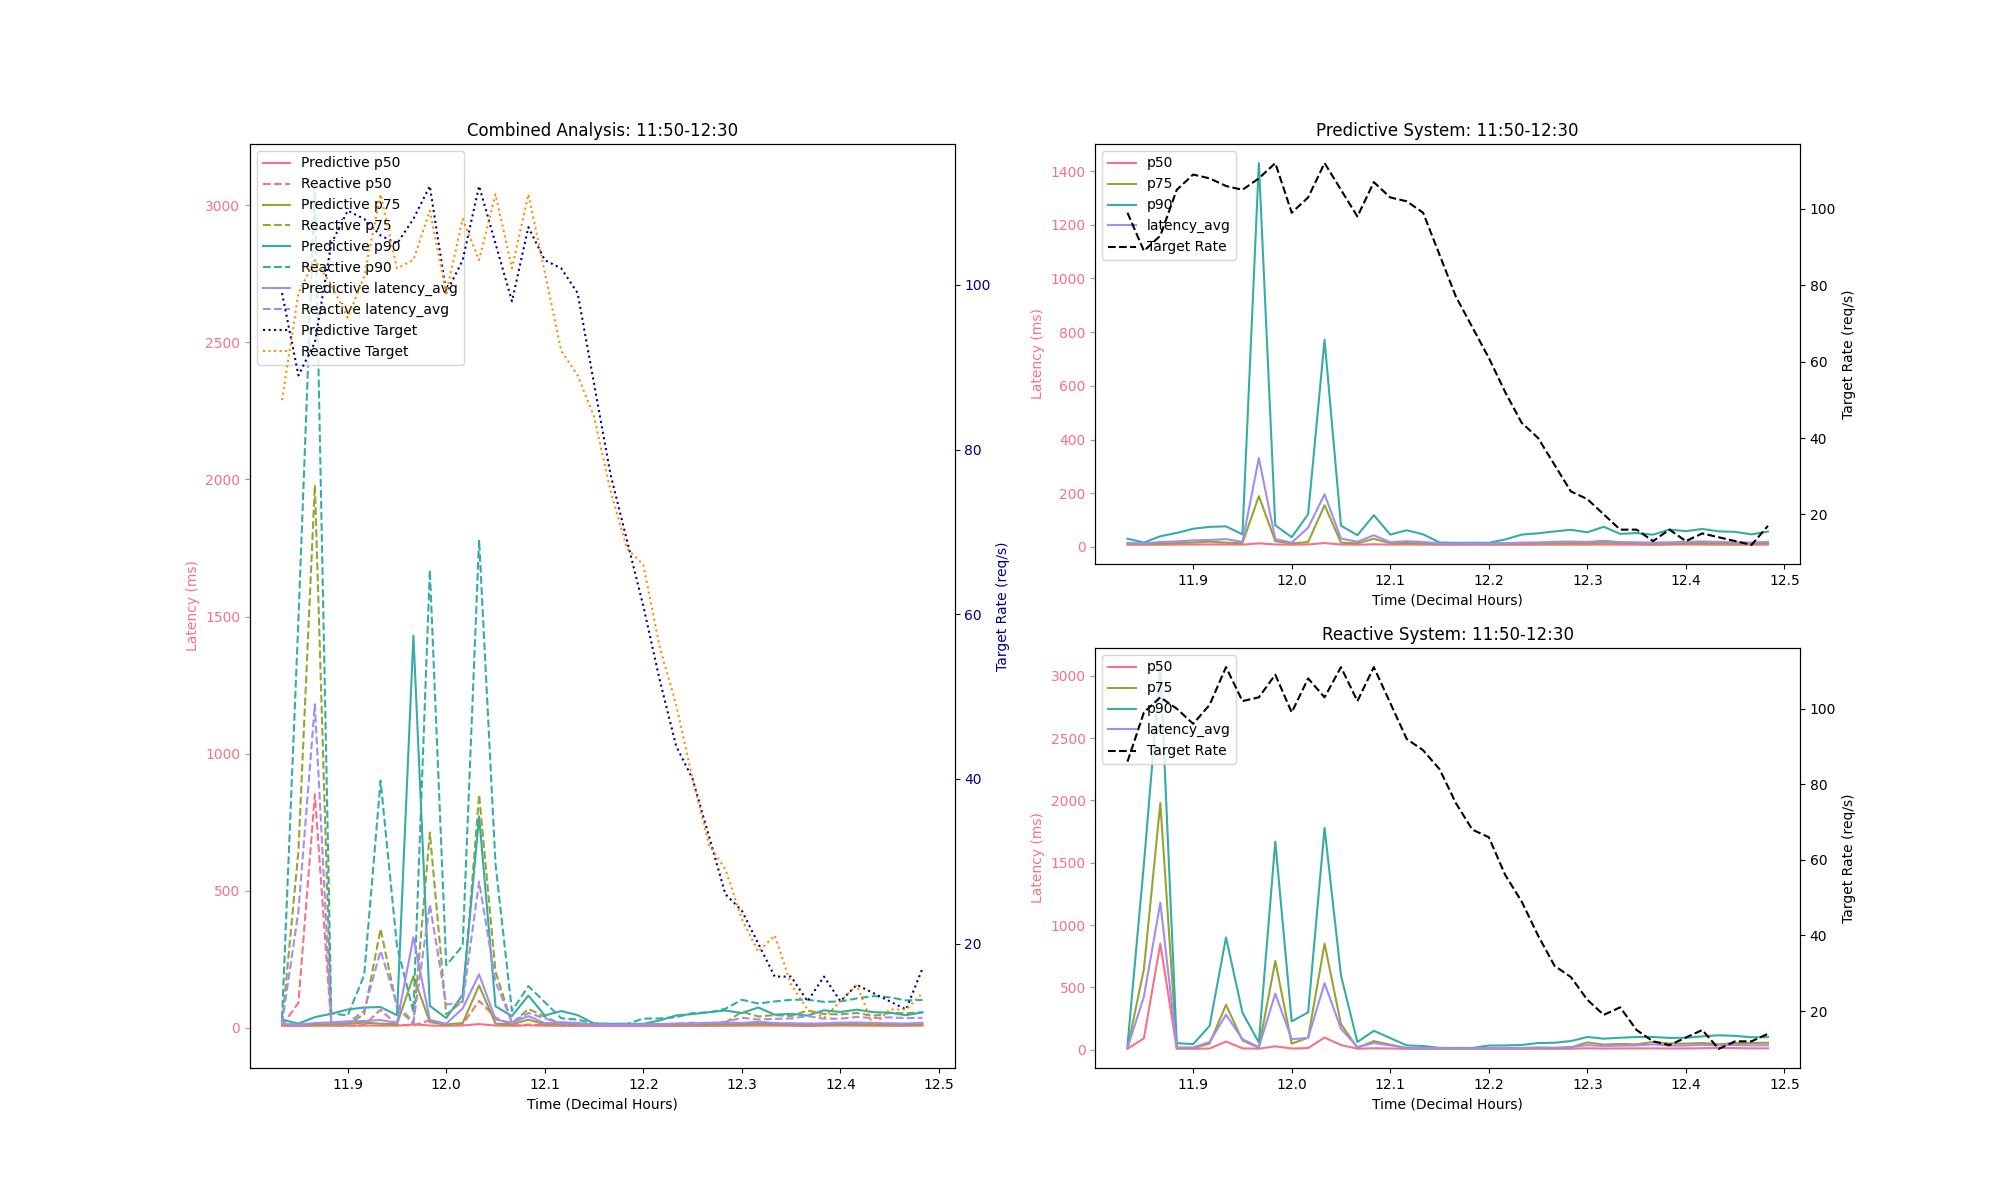 Combined Analysis: 11:50-12:30
Predictive p50
Reactive p50
Predictive p75
Reactive p75
Predictive p90
Reactive p90
Predictive latency_avg
Reactive latency_avg
Predictive Target
Reactive Target
3000
2500
2000
1500
1000
500
0
Latency (ms)
100
80
60
40
20
Target Rate (req/s)
11.9 12.0 12.1 12.2 12.3 12.4 12.5
Time (Decimal Hours)
Predictive System: 11:50-12:30
p50
p75
p90
latency_avg
Target Rate
1400
1200
1000
800
600
400
200
0
Latency (ms)
100
80
60
40
20
Target Rate (req/s)
11.9 12.0 12.1 12.2 12.3 12.4 12.5
Time (Decimal Hours)
Reactive System: 11:50-12:30
p50
p75
p90
latency_avg
Target Rate
3000
2500
2000
1500
1000
500
0
Latency (ms)
100
80
60
40
20
Target Rate (req/s)
11.9 12.0 12.1 12.2 12.3 12.4 12.5
Time (Decimal Hours)